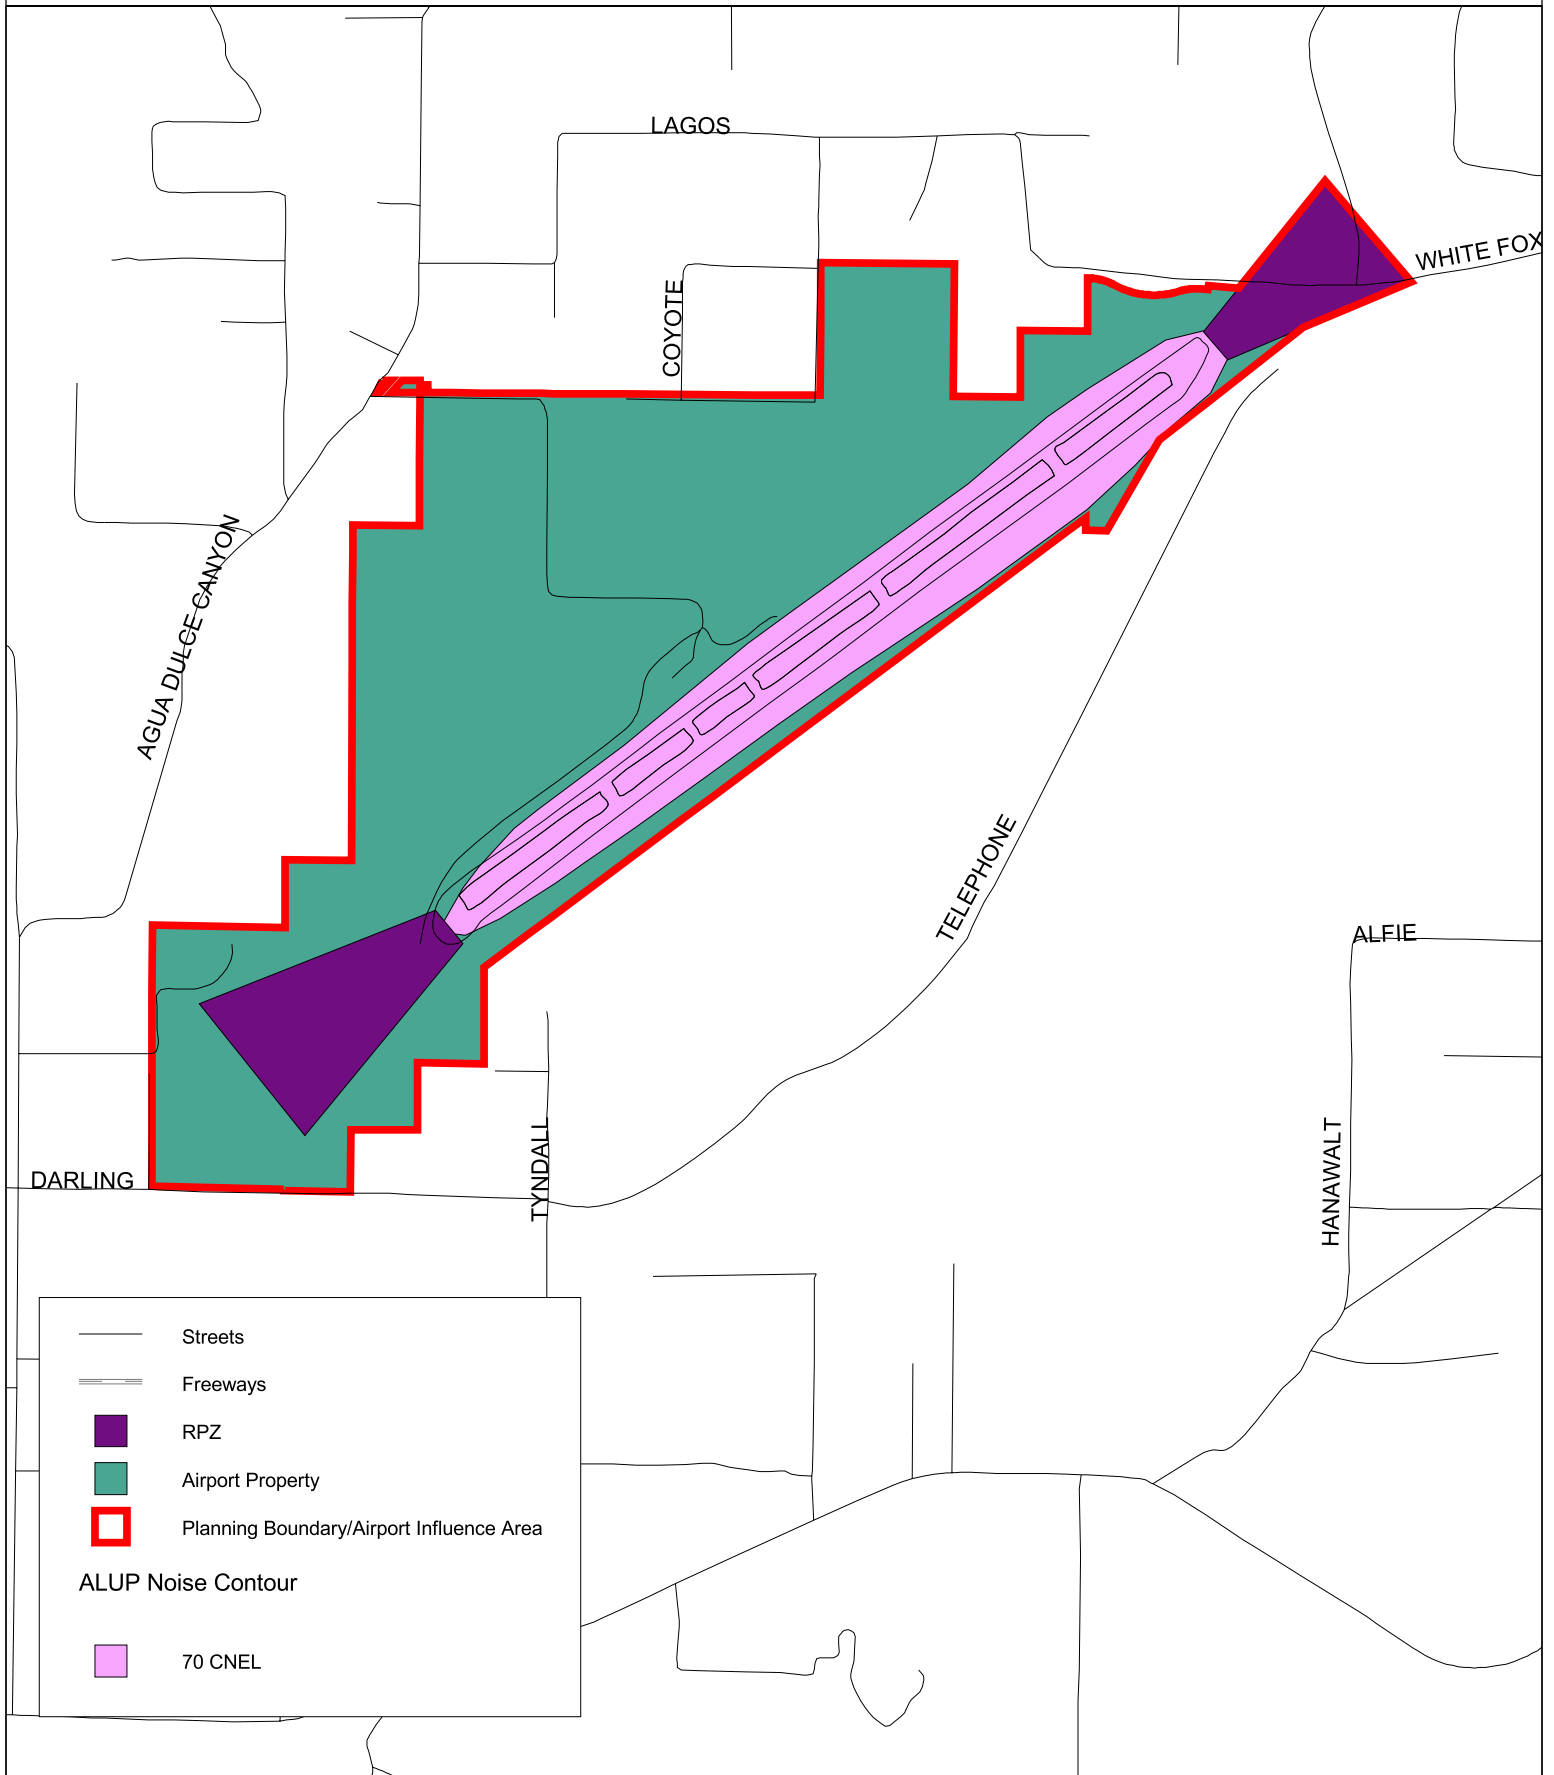 LAGOS
WHITE FOX
COYOTE
AGUA DULCE CANYON
TELEPHONE
ALFIE
TYNDALL
HANAWALT
DARLING
Streets
Freeways
RPZ
Airport Property
Planning Boundary/Airport Influence Area
ALUP Noise Contour
70 CNEL